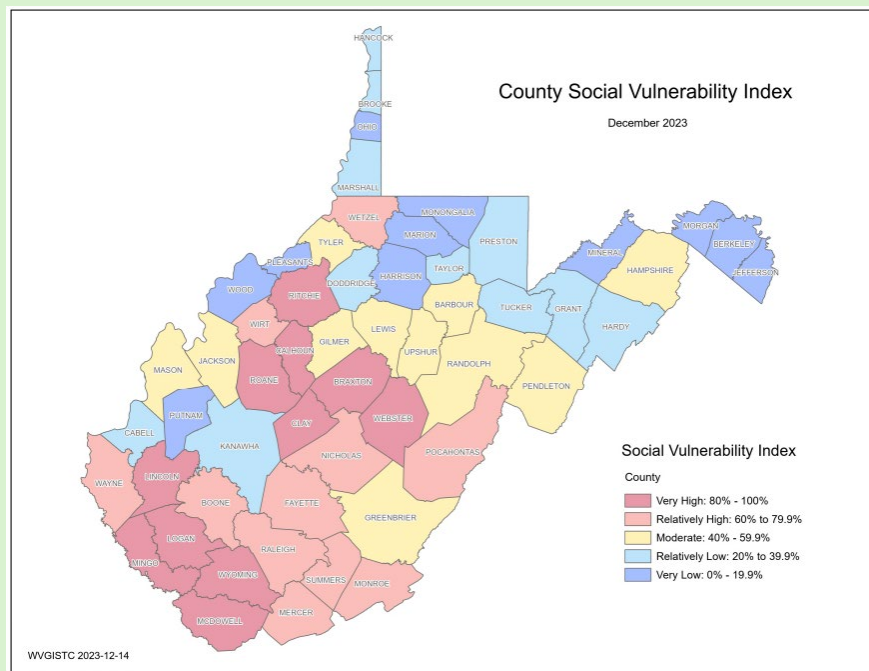 HANCOCK
County Social Vulnerability Index
BROOKE
December 2023
OHIO
MARSHALL
WETZEL
MONONGALIA
MORGAN
MARION
TYLER
PRESTON
BERKELEY
MINERAL
PLEASANTS
TAYLOR
HAMPSHIRE
JEFFERSON
HARRISON
DODDRIDGE
WOOD
RITCHIE
BARBOUR
TUCKER
GRANT
WIRT
HARDY
LEWIS
GILMER
CALHOUN
UPSHUR
JACKSON
RANDOLPH
MASON
ROANE
BRAXTON
PENDLETON
PUTNAM
WEBSTER
CLAY
CABELL
KANAWHA
POCAHONTAS
NICHOLAS
Social Vulnerability Index
LINCOLN
WAYNE
County
BOONE
FAYETTE
Very High: 80% - 100%
GREENBRIER
Relatively High: 60% to 79.9%
LOGAN
Moderate: 40% - 59.9%
RALEIGH
Relatively Low: 20% to 39.9%
MINGO
WYOMING
Very Low: 0% - 19.9%
SUMMERS
MONROE
MERCER
MCDOWELL
WVGISTC 2023-12-14